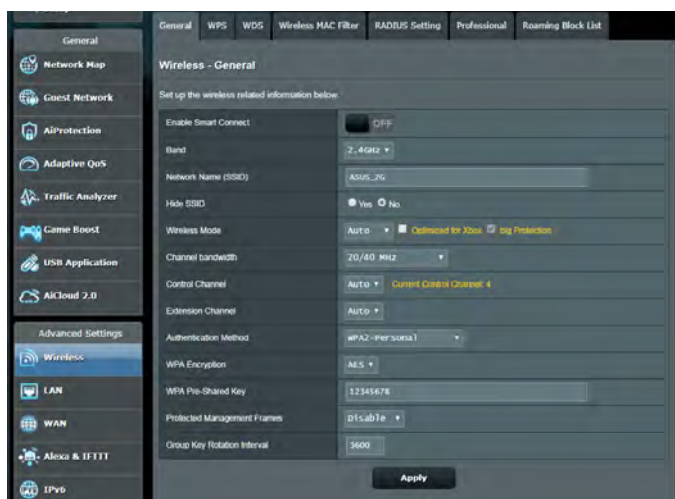 General
Network Map
Guest Network
AiProtection
Adaptive QoS
Traffic Analyzer
Game Boost
USB Application
AiCloud 2.0
Advanced Settings
Wireless
LAN
WAN
Alexa & IFTTT
IPv6
General WPS WDS Wireless MAC Filter RADIUS Setting Professional Roaming Block List
Wireless - General
Set up the wireless related information below.
Enable Smart Connect OFF
Band 2.4GHz
Network Name (SSID) ASUS_2G
Hide SSID Yes No
Wireless Mode Auto Optimized for Xbox b/g Protection
Channel bandwidth 20/40 MHz
Control Channel Auto Current Control Channel: 4
Extension Channel Auto
Authentication Method WPA2-Personal
WPA Encryption AES
WPA Pre-Shared Key 12345678
Protected Management Frames Disable
Group Key Rotation Interval 3600
Apply